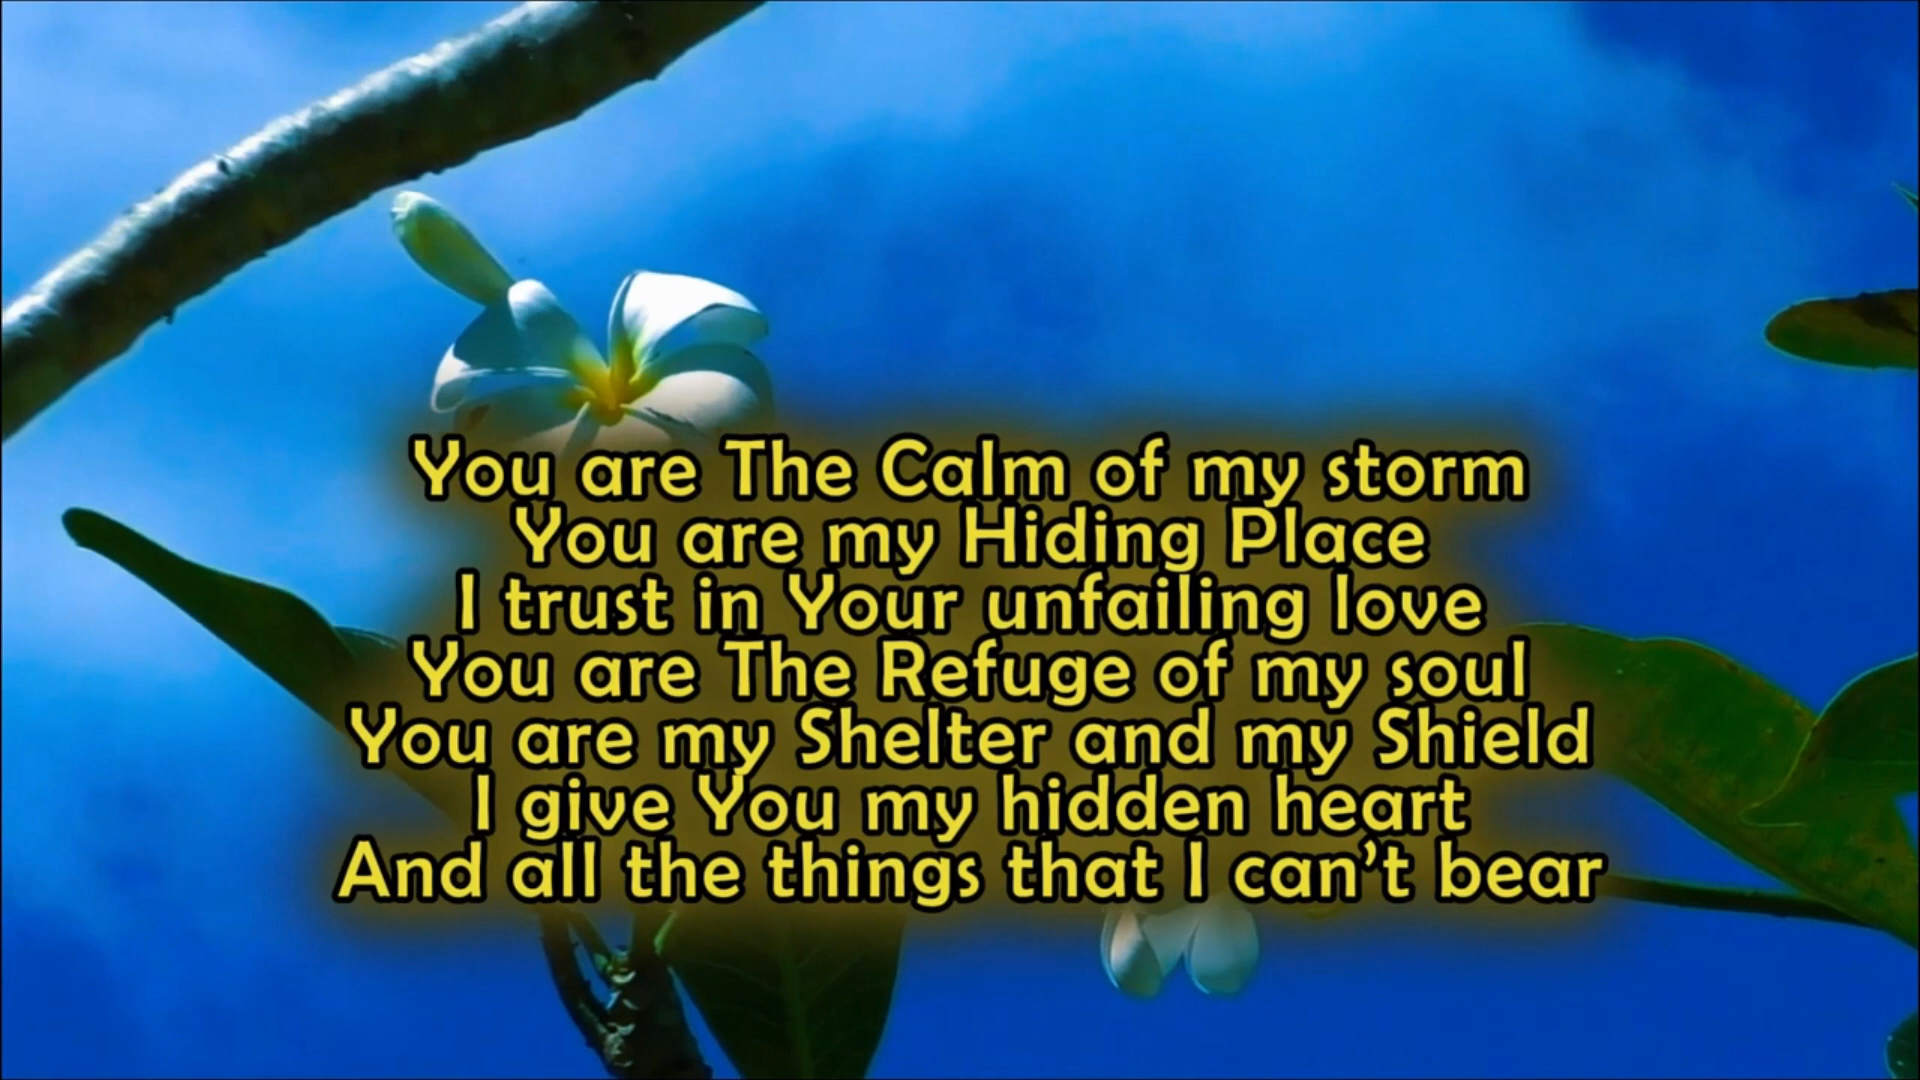 You are The Calm of my storm
You are my Hiding Place
I trust in Your unfailing love
You are The Refuge of my soul
You are my Shelter and my Shield
I give You my hidden heart
And all the things that I can’t bear